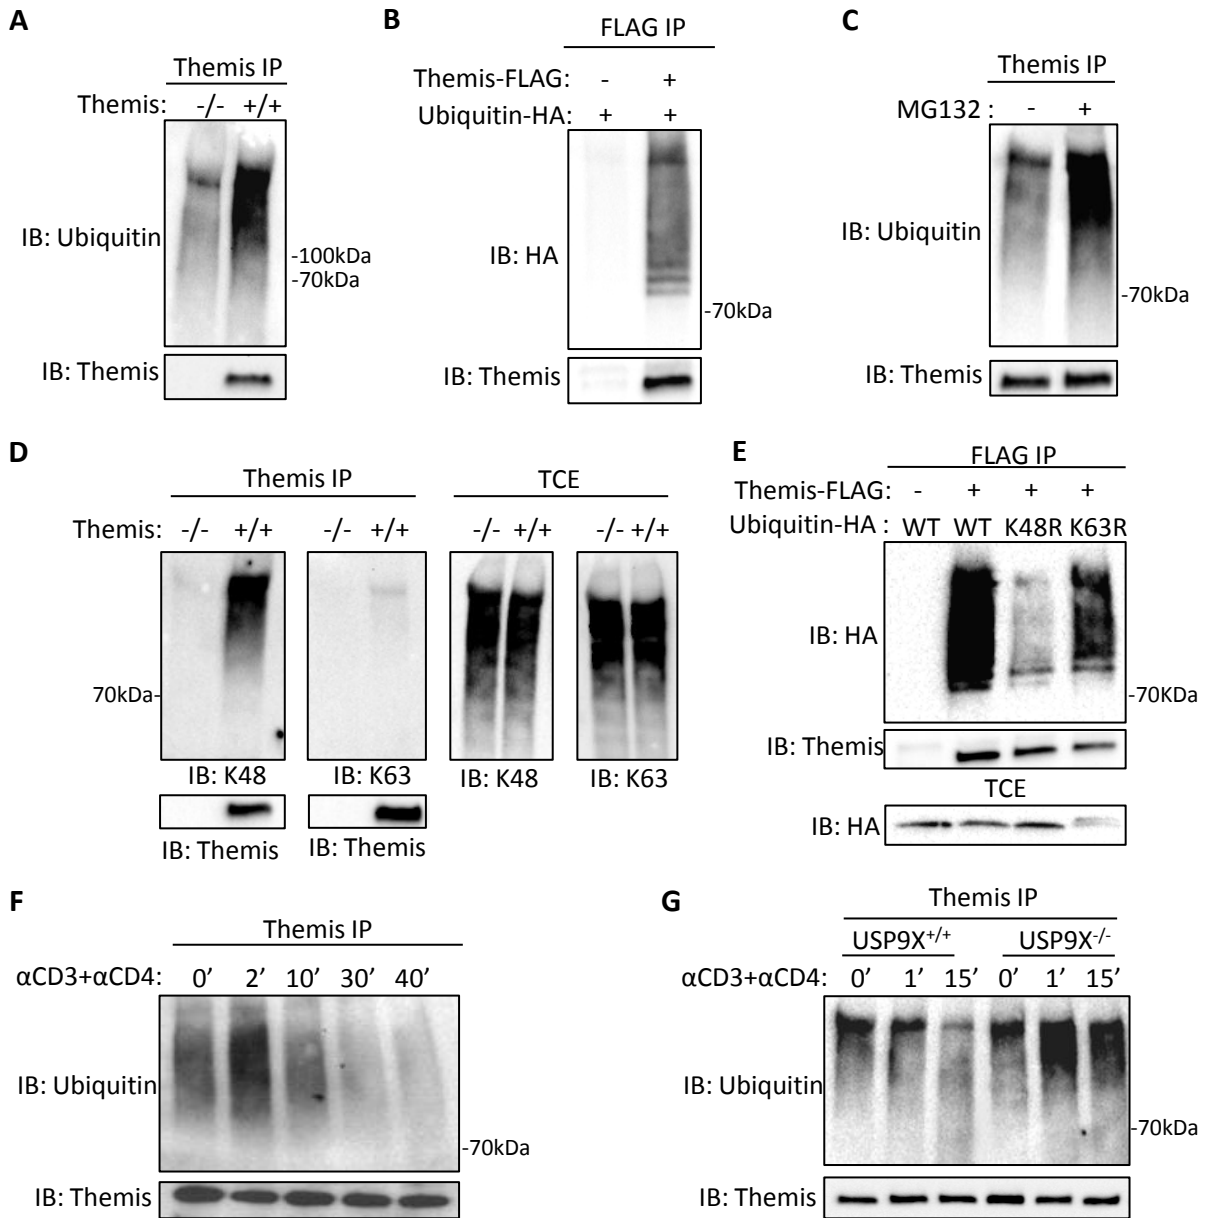 A
Themis IP
Themis: -/- +/+
IB: Ubiquitin
-100kDa
-70kDa
IB: Themis
B
FLAG IP
Themis-FLAG: - +
Ubiquitin-HA: + +
IB: HA
-70kDa
IB: Themis
C
Themis IP
MG132 : - +
IB: Ubiquitin
-70kDa
IB: Themis
D
Themis IP TCE
Themis: -/- +/+ -/- +/+ -/- +/+ -/- +/+
70kDa-
IB: K48 IB: K63 IB: K48 IB: K63
IB: Themis IB: Themis
E
FLAG IP
Themis-FLAG: - + + +
Ubiquitin-HA : WT WT K48R K63R
IB: HA
-70KDa
IB: Themis
TCE
IB: HA
F
Themis IP
αCD3+αCD4: 0’ 2’ 10’ 30’ 40’
IB: Ubiquitin
-70kDa
IB: Themis
G
Themis IP
USP9X+/+ USP9X-/-
αCD3+αCD4: 0’ 1’ 15’ 0’ 1’ 15’
IB: Ubiquitin
-70kDa
IB: Themis